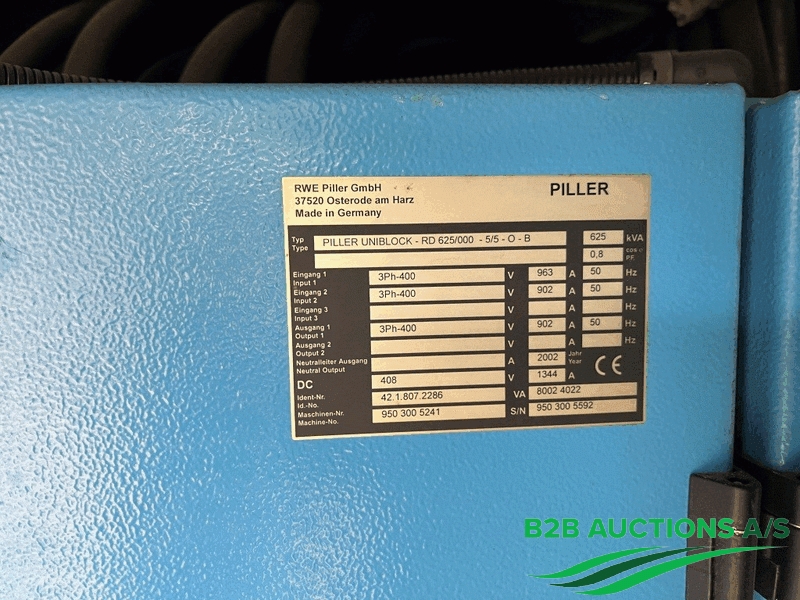 RWE Piller GmbH PILLER
37520 Osterode am Harz
Made in Germany
Typ PILLER UNIBLOCK - RD 625/000 - 5/5 - O - B 625 kVA
Type 0,8 cos φ
P.F.
Eingang 1 3Ph-400 V 963 A 50 Hz
Input 1
Eingang 2 3Ph-400 V 902 A 50 Hz
Input 2
Eingang 3 V A Hz
Input 3
Ausgang 1 3Ph-400 V 902 A 50 Hz
Output 1
Ausgang 2 V A Hz
Output 2
Neutralleiter Ausgang A 2002 Jahr
Neutral Output Year CE
DC 408 V 1344 A
Ident-Nr. 42.1.807.2286 VA 8002 4022
Id.-No.
Maschinen-Nr. 950 300 5241 S/N 950 300 5592
Machine-No.
B2B AUCTIONS A/S